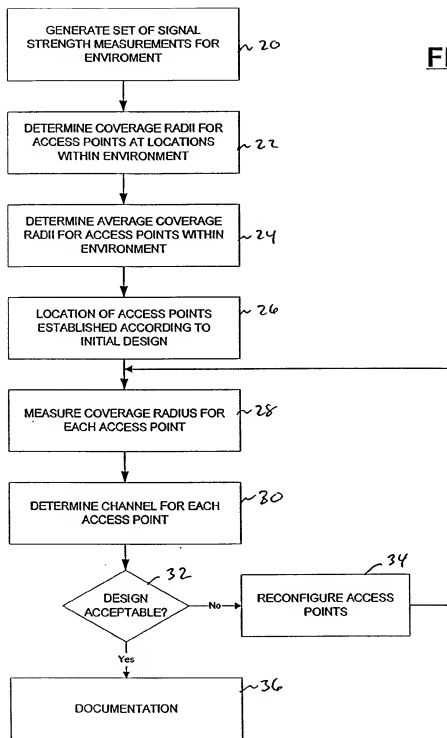 GENERATE SET OF SIGNAL
STRENGTH MEASUREMENTS FOR
ENVIROMENT
20
DETERMINE COVERAGE RADII FOR
ACCESS POINTS AT LOCATIONS
WITHIN ENVIRONMENT
22
DETERMINE AVERAGE COVERAGE
RADII FOR ACCESS POINTS WITHIN
ENVIRONMENT
24
LOCATION OF ACCESS POINTS
ESTABLISHED ACCORDING TO
INITIAL DESIGN
26
MEASURE COVERAGE RADIUS FOR
EACH ACCESS POINT
28
DETERMINE CHANNEL FOR EACH
ACCESS POINT
30
32
DESIGN
ACCEPTABLE?
No
34
RECONFIGURE ACCESS
POINTS
Yes
DOCUMENTATION
36